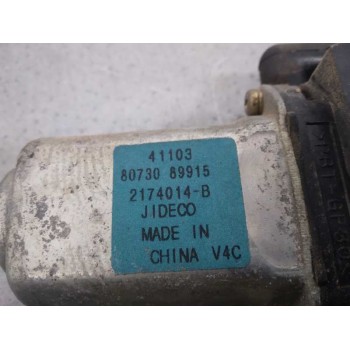 41103
80730 89915
2174014-B
JIDECO
MADE IN
CHINA V4C